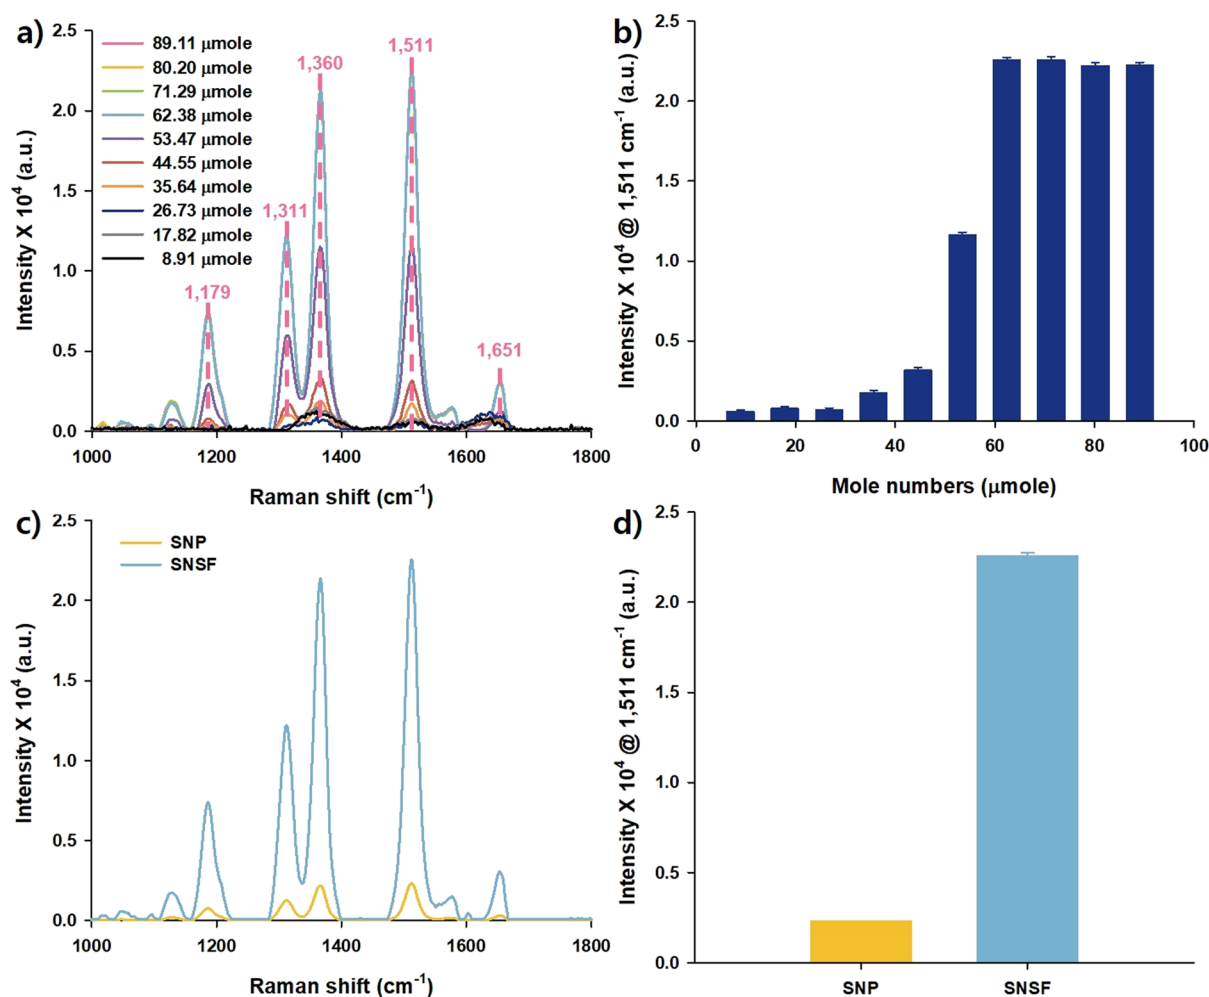 a)
Intensity X 10⁴ (a.u.)
2.5
2.0
1.5
1.0
0.5
0.0
89.11 μmole
80.20 μmole
71.29 μmole
62.38 μmole
53.47 μmole
44.55 μmole
35.64 μmole
26.73 μmole
17.82 μmole
8.91 μmole
1,179
1,311
1,360
1,511
1,651
1000 1200 1400 1600 1800
Raman shift (cm⁻¹)
b)
Intensity X 10⁴ @ 1,511 cm⁻¹ (a.u.)
2.5
2.0
1.5
1.0
0.5
0.0
0 20 40 60 80 100
Mole numbers (μmole)
c)
Intensity X 10⁴ (a.u.)
2.5
2.0
1.5
1.0
0.5
0.0
SNP
SNSF
1000 1200 1400 1600 1800
Raman shift (cm⁻¹)
d)
Intensity X 10⁴ @ 1,511 cm⁻¹ (a.u.)
2.5
2.0
1.5
1.0
0.5
0.0
SNP SNSF